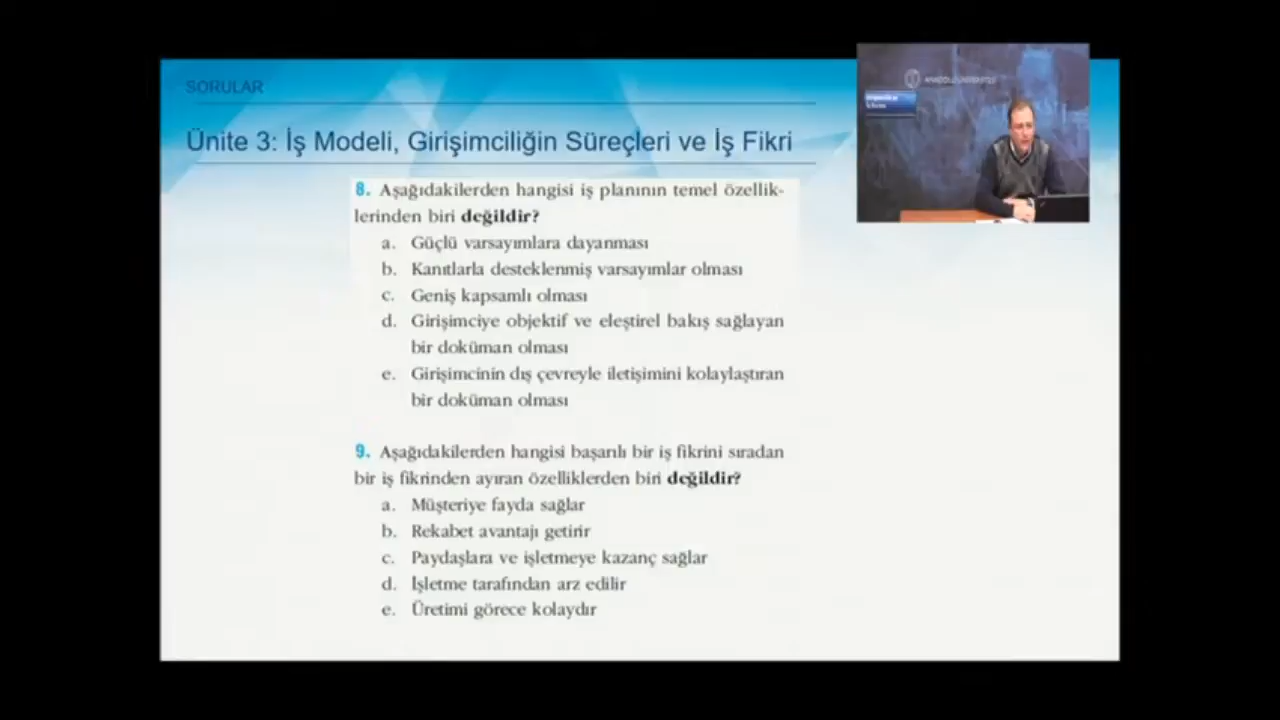 SORULAR
ANADOLU ÜNİVERSİTESİ
Ünite 3: İş Modeli, Girişimciliğin Süreçleri ve İş Fikri
8. Aşağıdakilerden hangisi iş planının temel özellik-
lerinden biri değildir?
a. Güçlü varsayımlara dayanması
b. Kanıtlarla desteklenmiş varsayımlar olması
c. Geniş kapsamlı olması
d. Girişimciye objektif ve eleştirel bakış sağlayan
bir doküman olması
e. Girişimcinin dış çevreyle iletişimini kolaylaştıran
bir doküman olması
9. Aşağıdakilerden hangisi başarılı bir iş fikrini sıradan
bir iş fikrinden ayıran özelliklerden biri değildir?
a. Müşteriye fayda sağlar
b. Rekabet avantajı getirir
c. Paydaşlara ve işletmeye kazanç sağlar
d. İşletme tarafından arz edilir
e. Üretimi görece kolaydır